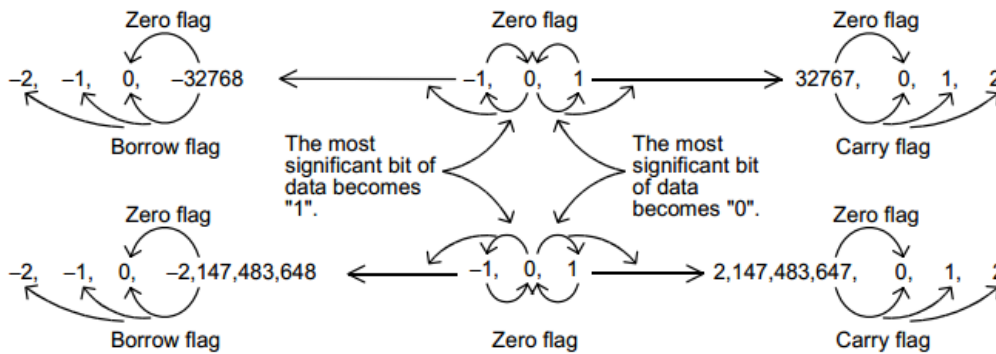 Zero flag Zero flag Zero flag
–2, –1, 0, –32768 –1, 0, 1 32767, 0, 1, 2
Borrow flag Carry flag
The most
significant bit of
data becomes
"1".
The most
significant bit
of data
becomes "0".
Zero flag Zero flag
–2, –1, 0, –2,147,483,648 –1, 0, 1 2,147,483,647, 0, 1, 2
Borrow flag Zero flag Carry flag